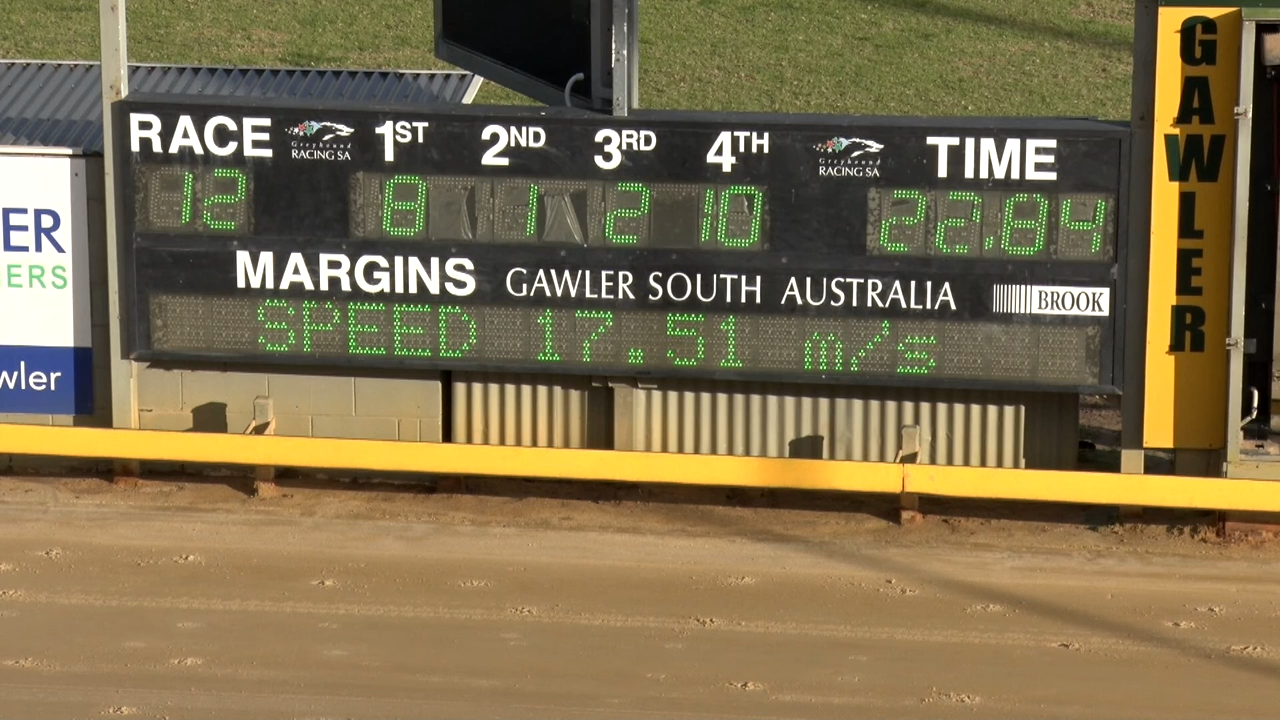 RACE Greyhound RACING SA 1ST 2ND 3RD 4TH Greyhound RACING SA TIME
12 8 1 2 10 22.84
MARGINS GAWLER SOUTH AUSTRALIA BROOK
SPEED 17.51 m/s
GAWLER
ER
ERS
wler